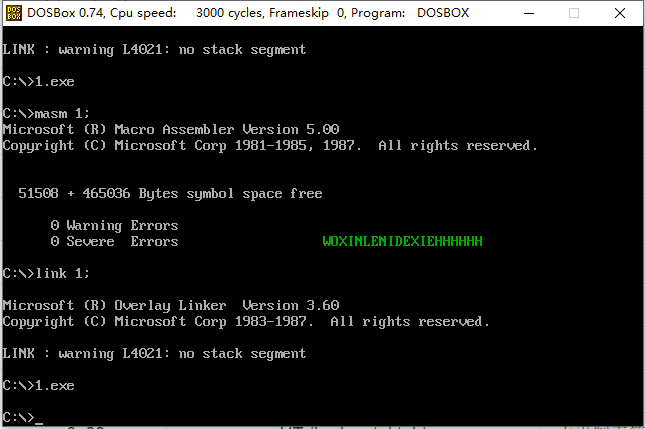 DOSBox 0.74, Cpu speed: 3000 cycles, Frameskip 0, Program: DOSBOX
LINK : warning L4021: no stack segment
C:\>1.exe
C:\>masm 1;
Microsoft (R) Macro Assembler Version 5.00
Copyright (C) Microsoft Corp 1981-1985, 1987. All rights reserved.
51508 + 465036 Bytes symbol space free
0 Warning Errors
0 Severe Errors WOXINLENIDEXIEHHHHHH
C:\>link 1;
Microsoft (R) Overlay Linker Version 3.60
Copyright (C) Microsoft Corp 1983-1987. All rights reserved.
LINK : warning L4021: no stack segment
C:\>1.exe
C:\>_